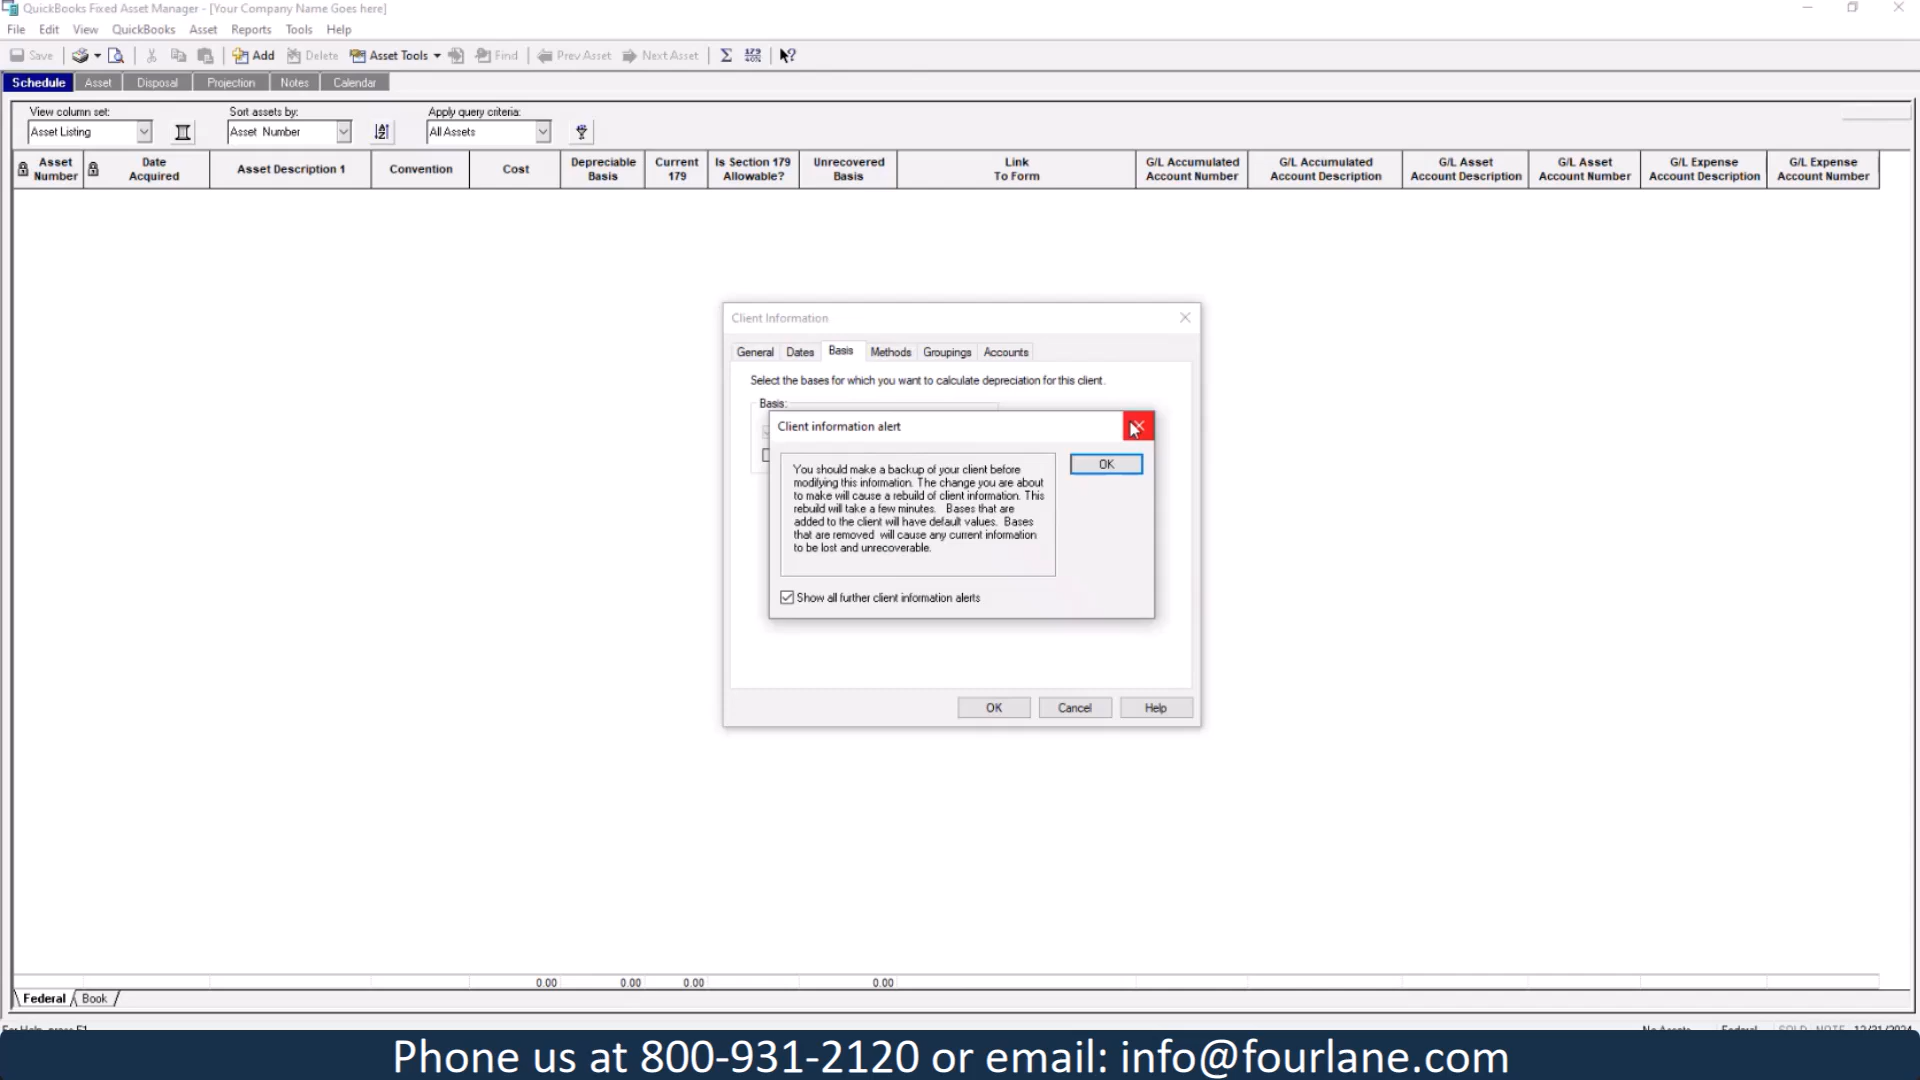 QuickBooks Fixed Asset Manager - [Your Company Name Goes here]
File Edit View QuickBooks Asset Reports Tools Help
Save Add Delete Asset Tools Find Prev Asset Next Asset
Schedule Asset Disposal Projection Notes Calendar
View column set: Sort assets by: Apply query criteria:
Asset Listing Asset Number All Assets
Asset Number
Date Acquired
Asset Description 1
Convention
Cost
Depreciable Basis
Current 179
Is Section 179 Allowable?
Unrecovered Basis
Link To Form
G/L Accumulated Account Number
G/L Accumulated Account Description
G/L Asset Account Description
G/L Asset Account Number
G/L Expense Account Description
G/L Expense Account Number
Client Information
General Dates Basis Methods Groupings Accounts
Select the bases for which you want to calculate depreciation for this client.
Basis:
Client information alert
OK
You should make a backup of your client before
modifying this information. The change you are about
to make will cause a rebuild of client information. This
rebuild will take a few minutes. Bases that are
added to the client will have default values. Bases
that are removed will cause any current information
to be lost and unrecoverable.
Show all further client information alerts
OK Cancel Help
0.00 0.00 0.00 0.00
Federal Book
Phone us at 800-931-2120 or email: info@fourlane.com